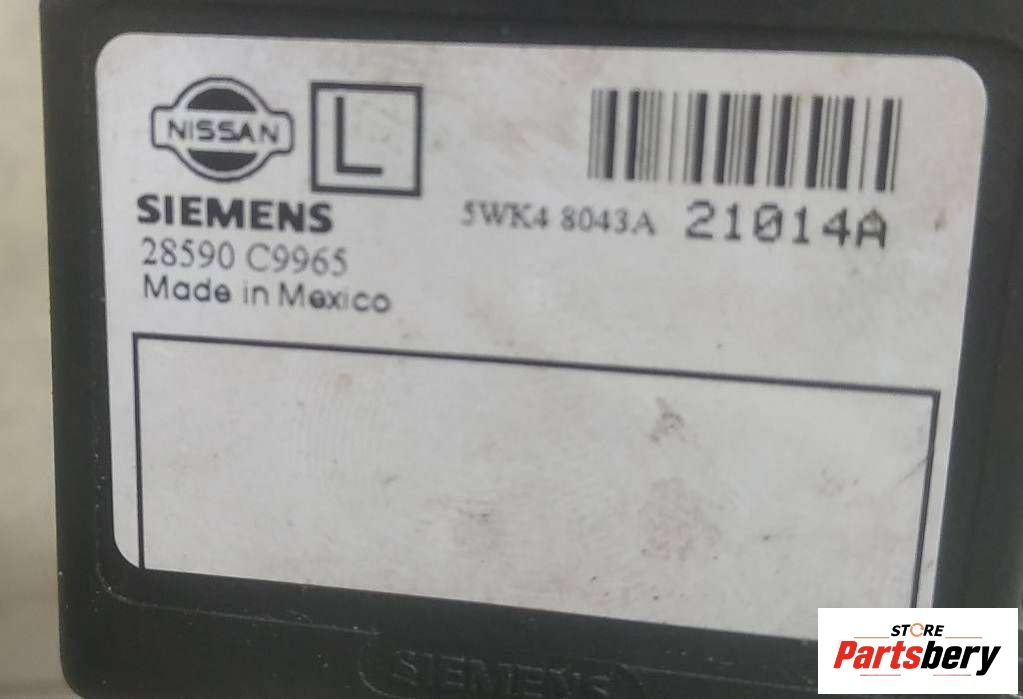 NISSAN L
SIEMENS 5WK4 8043A 21014A
28590 C9965
Made in Mexico
SIEMENS
STORE
Partsbery